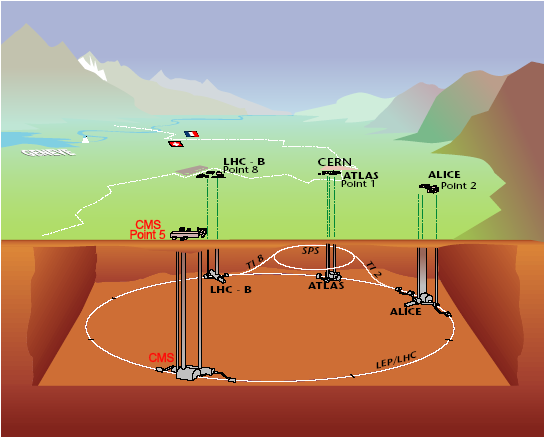 GENEVE
LHC - B
Point 8
CERN
ATLAS
Point 1
ALICE
Point 2
CMS
Point 5
TI 8
SPS
TI 2
LHC - B
ATLAS
ALICE
CMS
LEP/LHC